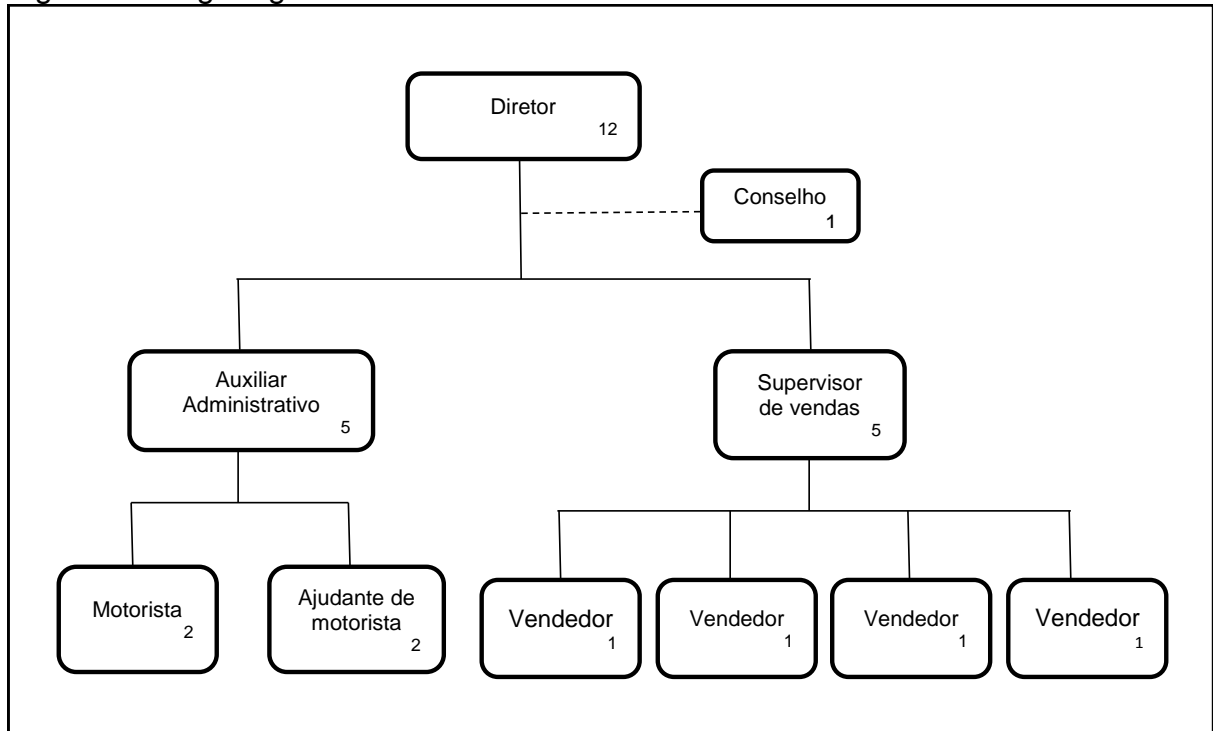 Diretor
12
Conselho
1
Auxiliar
Administrativo
5
Supervisor
de vendas
5
Motorista
2
Ajudante de
motorista
2
Vendedor
1
Vendedor
1
Vendedor
1
Vendedor
1